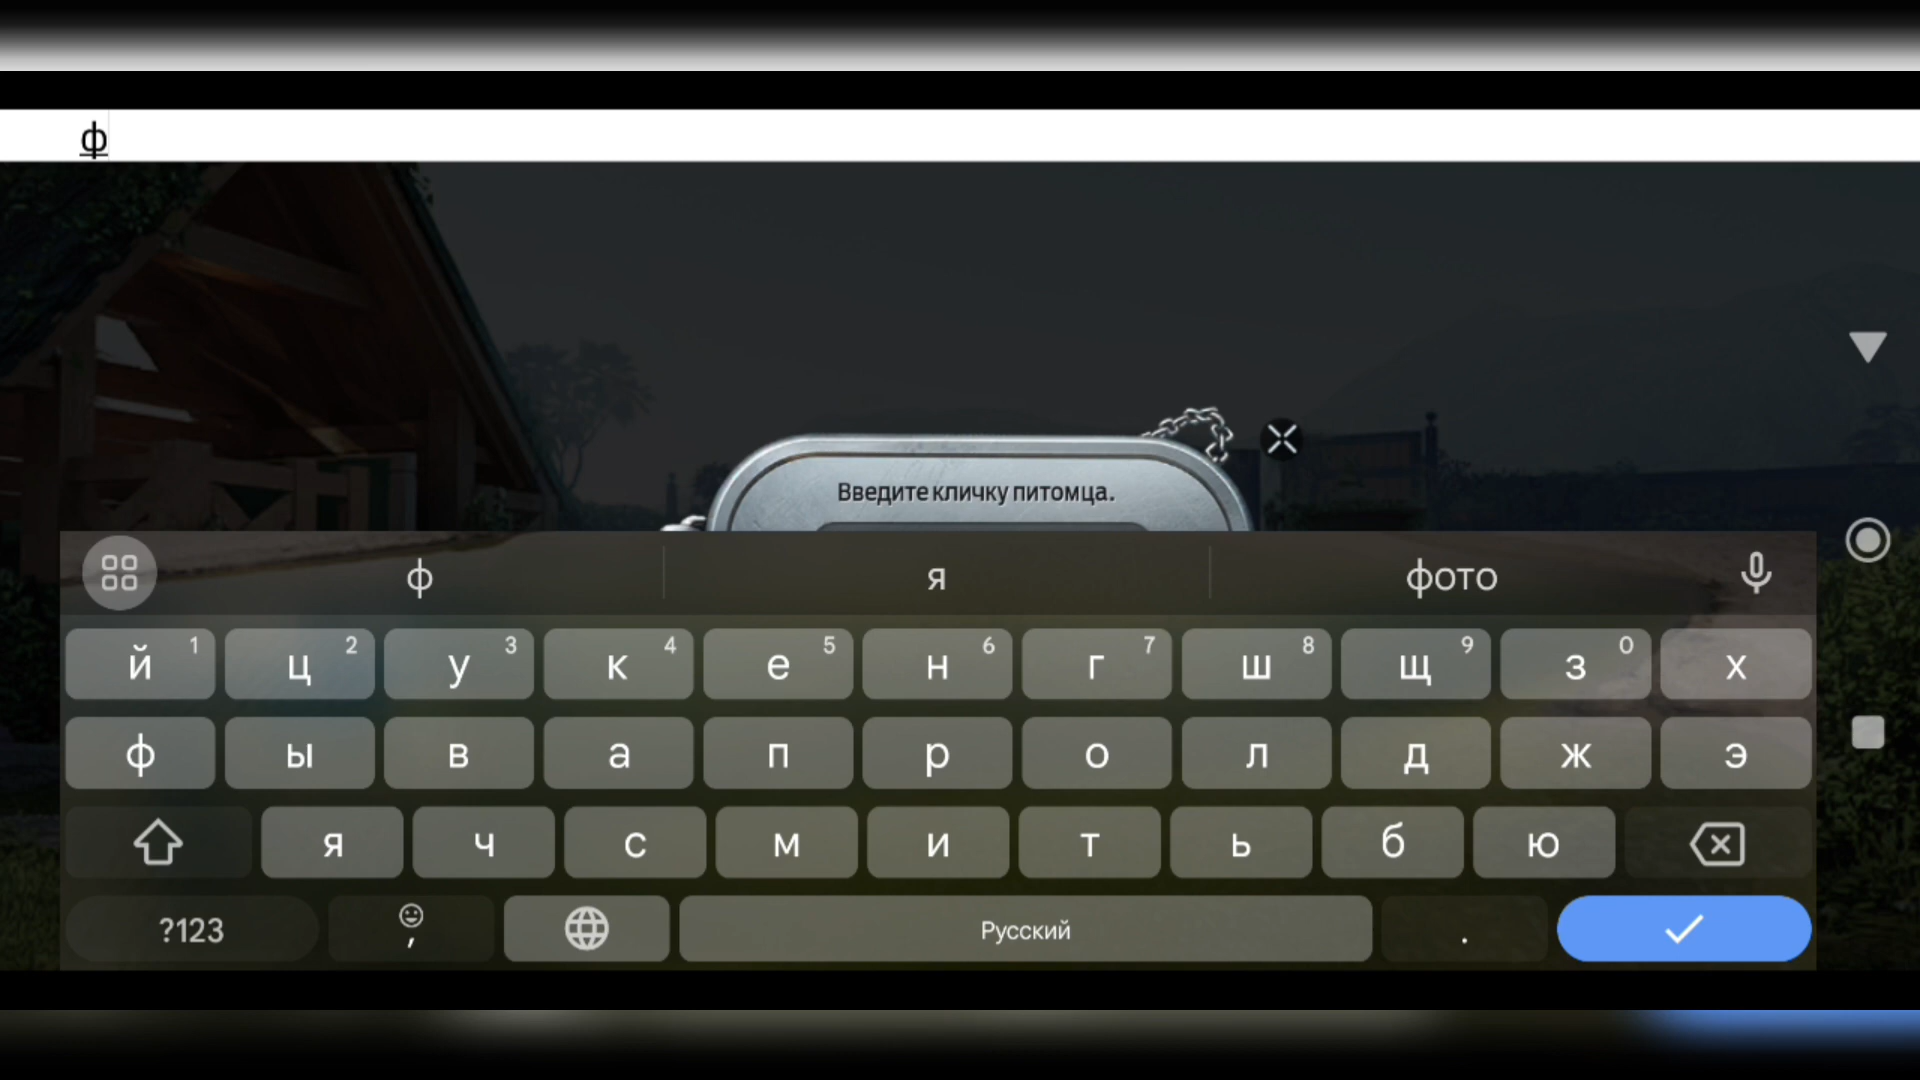 ф
Введите кличку питомца.
ф я фото
й 1 ц 2 у 3 к 4 е 5 н 6 г 7 ш 8 щ 9 з 0 х
ф ы в а п р о л д ж э
я ч с м и т ь б ю
?123 , Русский .